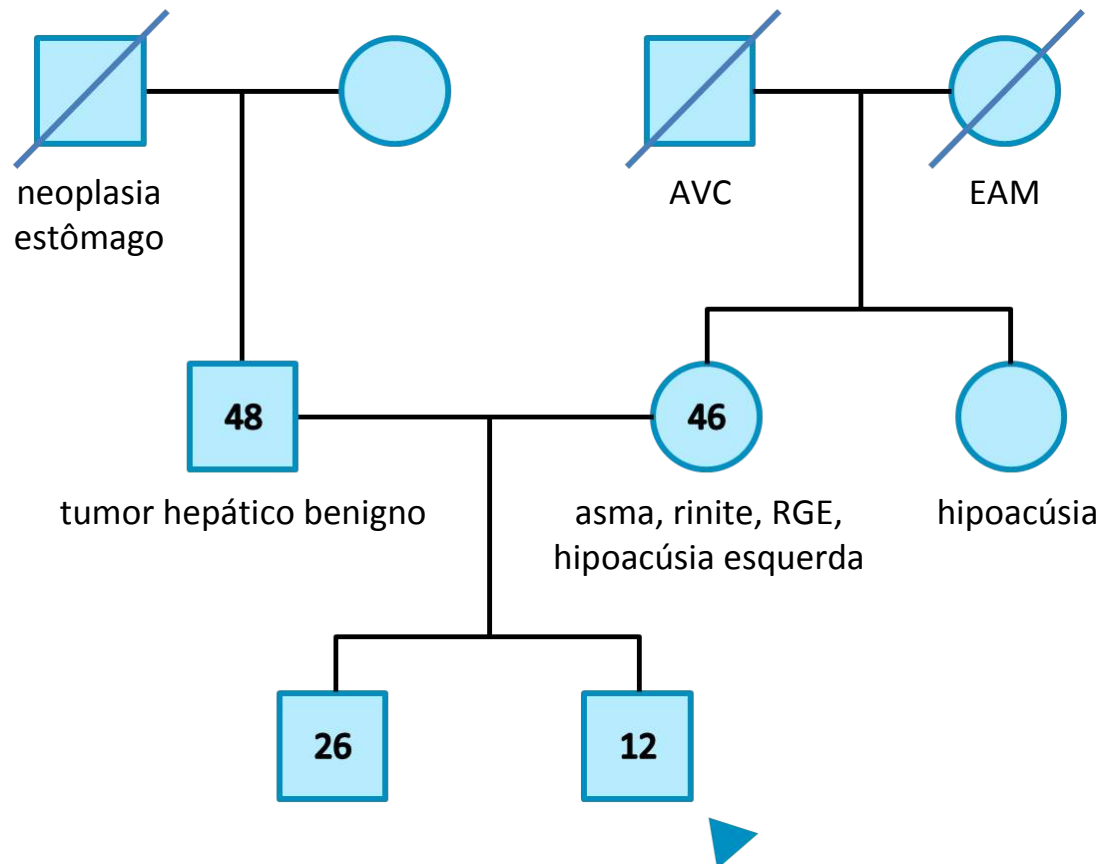 neoplasia
estômago
AVC
EAM
48
46
tumor hepático benigno
asma, rinite, RGE,
hipoacúsia esquerda
hipoacúsia
26
12